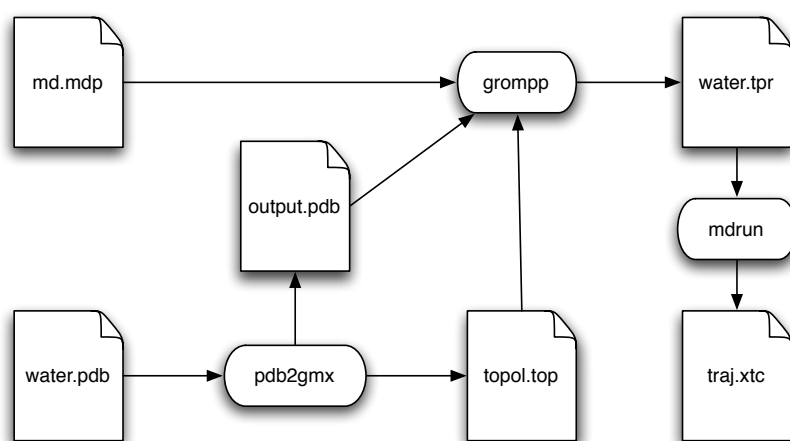 md.mdp
grompp
water.tpr
output.pdb
mdrun
water.pdb
pdb2gmx
topol.top
traj.xtc